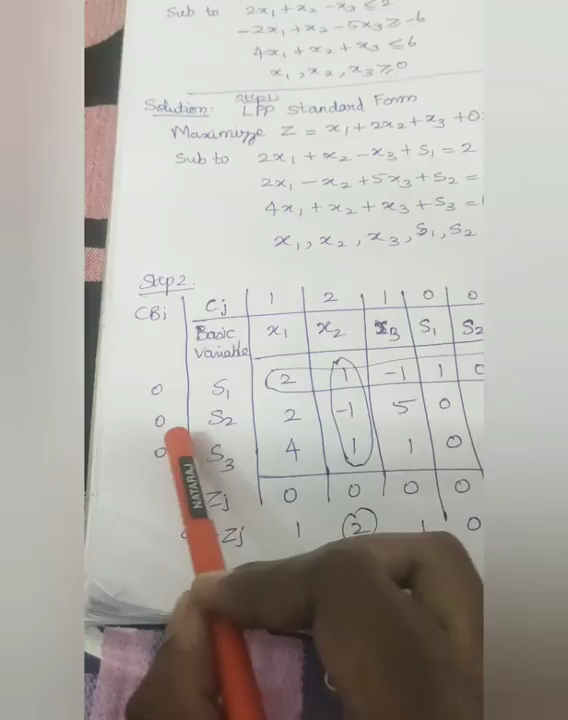 Sub to 2x₁+x₂-x₃≤2
-2x₁+x₂-5x₃≥-6
4x₁+x₂+x₃≤6
x₁,x₂,x₃≥0
Solution: Step1 LPP Standard Form
Maximize Z = x₁+2x₂+x₃+0
Sub to 2x₁+x₂-x₃+S₁=2
2x₁-x₂+5x₃+S₂=
4x₁+x₂+x₃+S₃=
x₁,x₂,x₃,S₁,S₂
Step2:
CBi Cj 1 2 1 0 0
Basic Variable x₁ x₂ x₃ S₁ S₂
0 S₁ 2 1 -1 1 0
0 S₂ 2 -1 5 0
0 S₃ 4 1 1 0
Zj 0 0 0 0
-Zj 1 2 1 0
NATARAJ